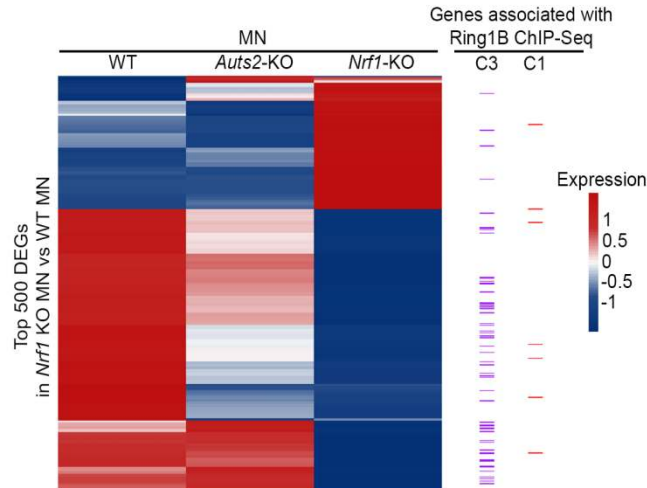 MN
Genes associated with
Ring1B ChIP-Seq
WT
Auts2-KO
Nrf1-KO
C3
C1
Top 500 DEGs
in Nrf1 KO MN vs WT MN
Expression
1
0.5
0
-0.5
-1